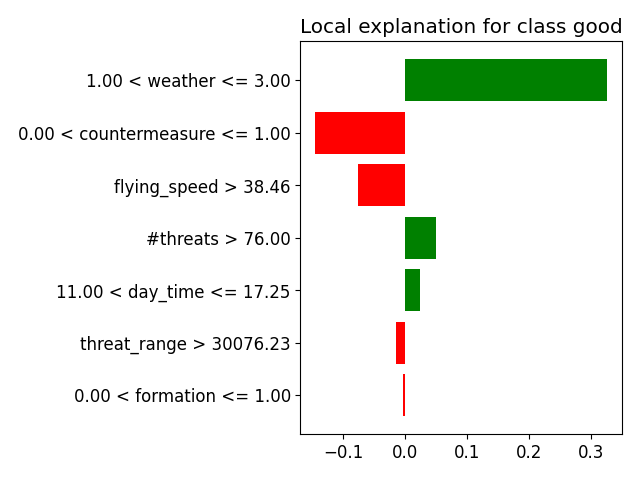 Local explanation for class good
1.00 < weather <= 3.00
0.00 < countermeasure <= 1.00
flying_speed > 38.46
#threats > 76.00
11.00 < day_time <= 17.25
threat_range > 30076.23
0.00 < formation <= 1.00
−0.1 0.0 0.1 0.2 0.3